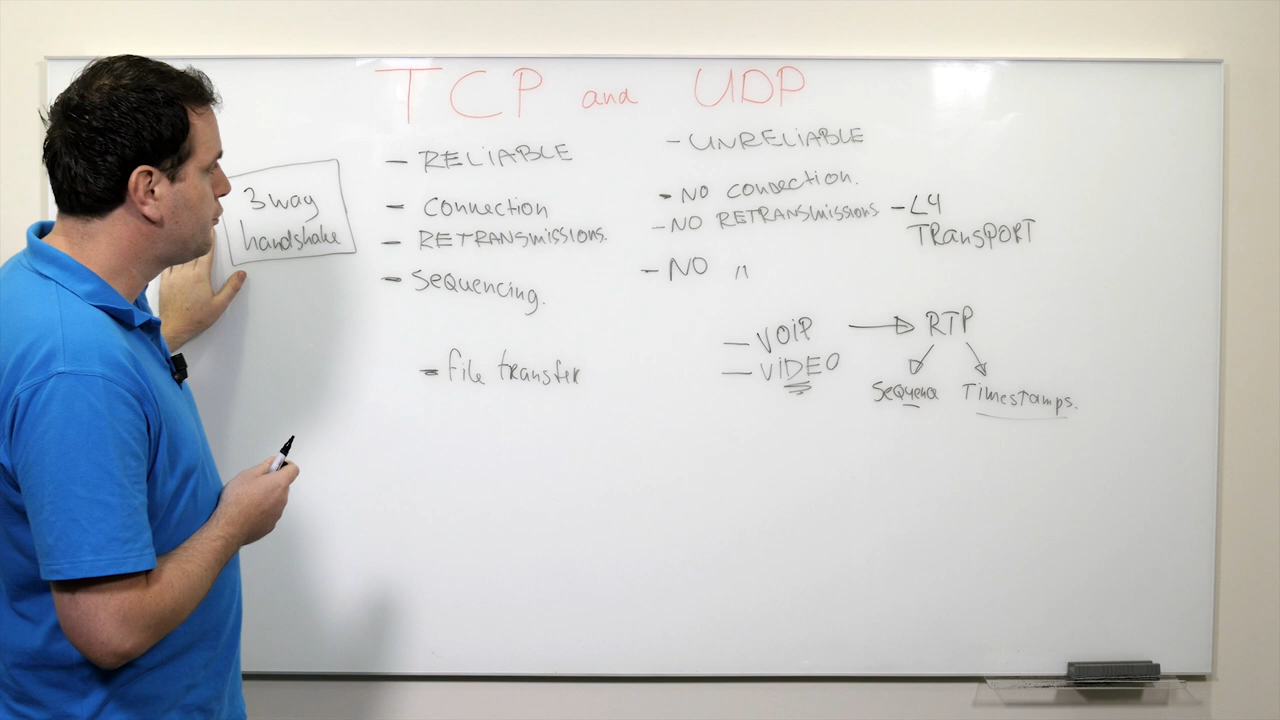 TCP and UDP
3 way
handshake
- RELIABLE
- Connection
- RETRANSMISSIONS.
- Sequencing.
- file transfer
- UNRELIABLE
- NO CONNECTION.
- NO RETRANSMISSIONS.
- NO "
- L4
TRANSPORT
- VOIP → RTP
- VIDEO
Sequence Timestamps.